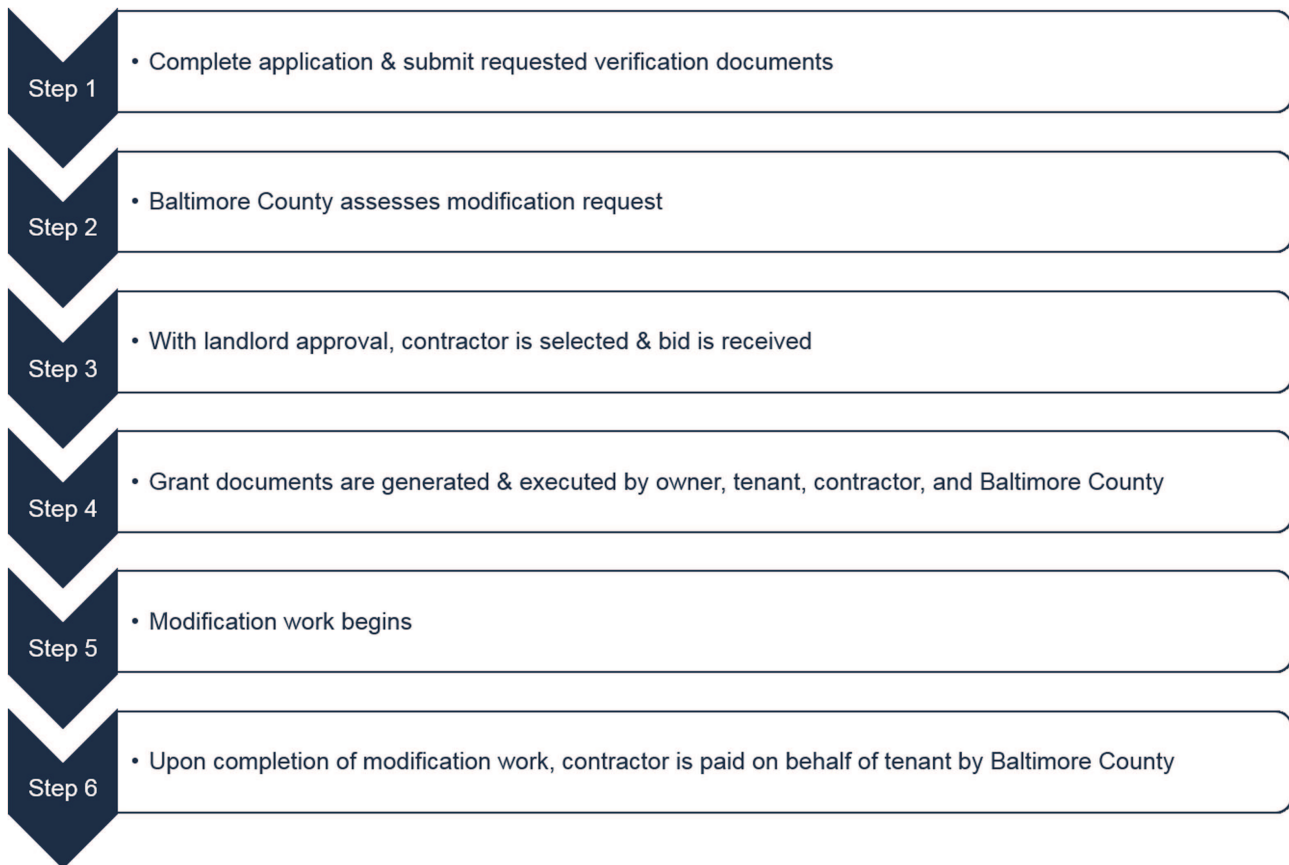 Step 1
• Complete application & submit requested verification documents
Step 2
• Baltimore County assesses modification request
Step 3
• With landlord approval, contractor is selected & bid is received
Step 4
• Grant documents are generated & executed by owner, tenant, contractor, and Baltimore County
Step 5
• Modification work begins
Step 6
• Upon completion of modification work, contractor is paid on behalf of tenant by Baltimore County